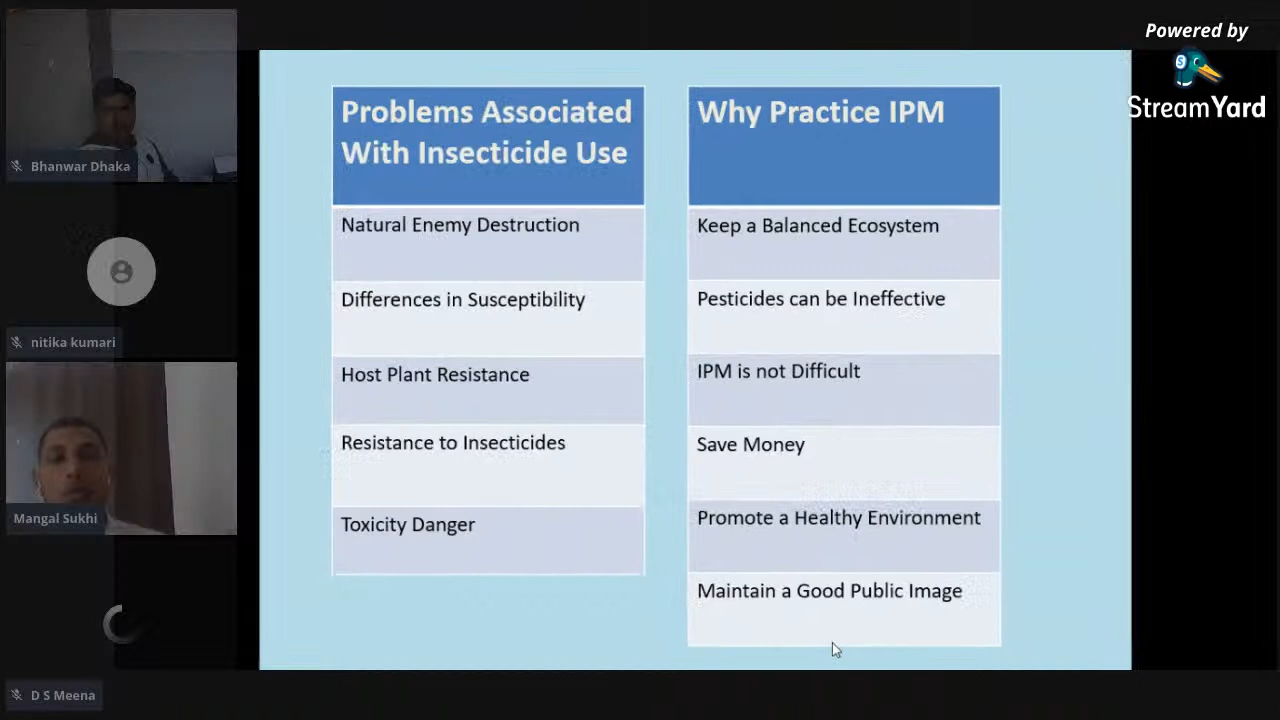 Powered by
StreamYard
Bhanwar Dhaka
nitika kumari
Mangal Sukhi
D S Meena
Problems Associated
With Insecticide Use
Natural Enemy Destruction
Differences in Susceptibility
Host Plant Resistance
Resistance to Insecticides
Toxicity Danger
Why Practice IPM
Keep a Balanced Ecosystem
Pesticides can be Ineffective
IPM is not Difficult
Save Money
Promote a Healthy Environment
Maintain a Good Public Image